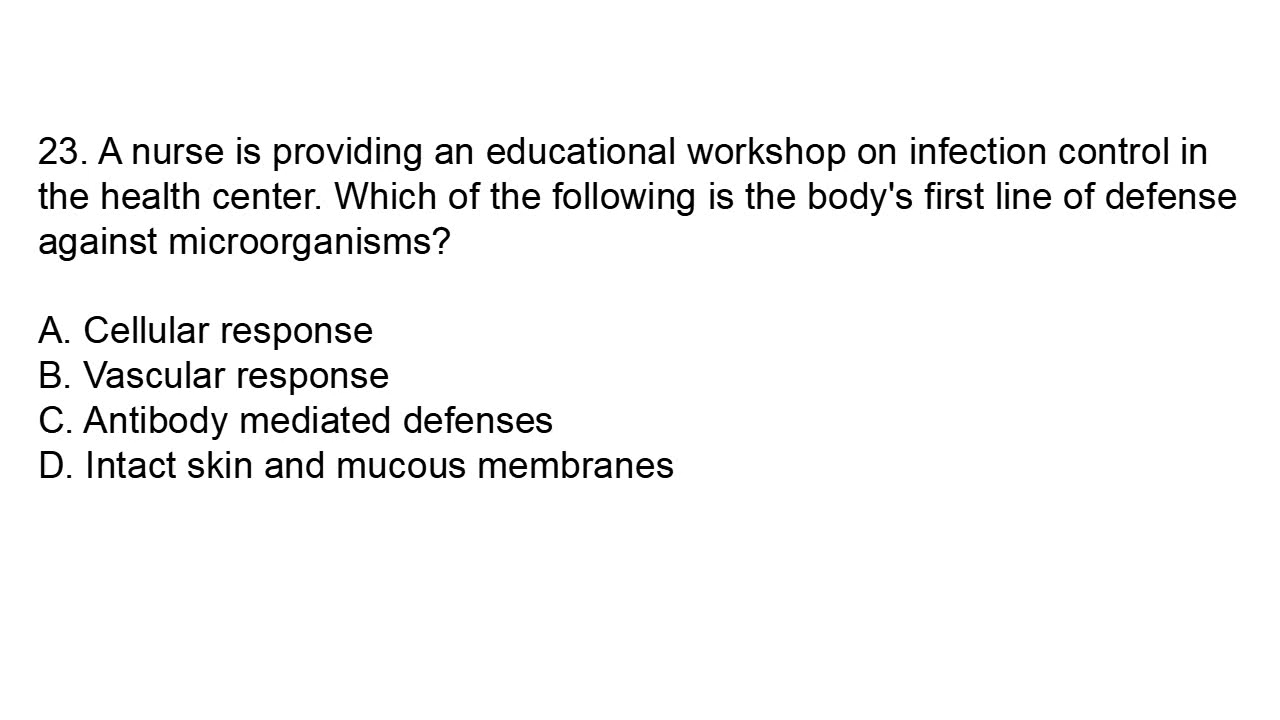 23. A nurse is providing an educational workshop on infection control in
the health center. Which of the following is the body's first line of defense
against microorganisms?
A. Cellular response
B. Vascular response
C. Antibody mediated defenses
D. Intact skin and mucous membranes